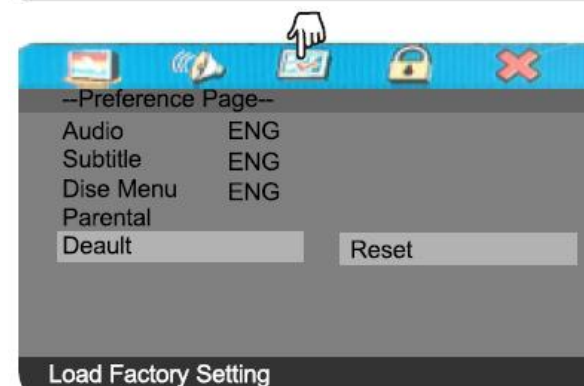 --Preference Page--
Audio ENG
Subtitle ENG
Dise Menu ENG
Parental
Deault Reset
Load Factory Setting